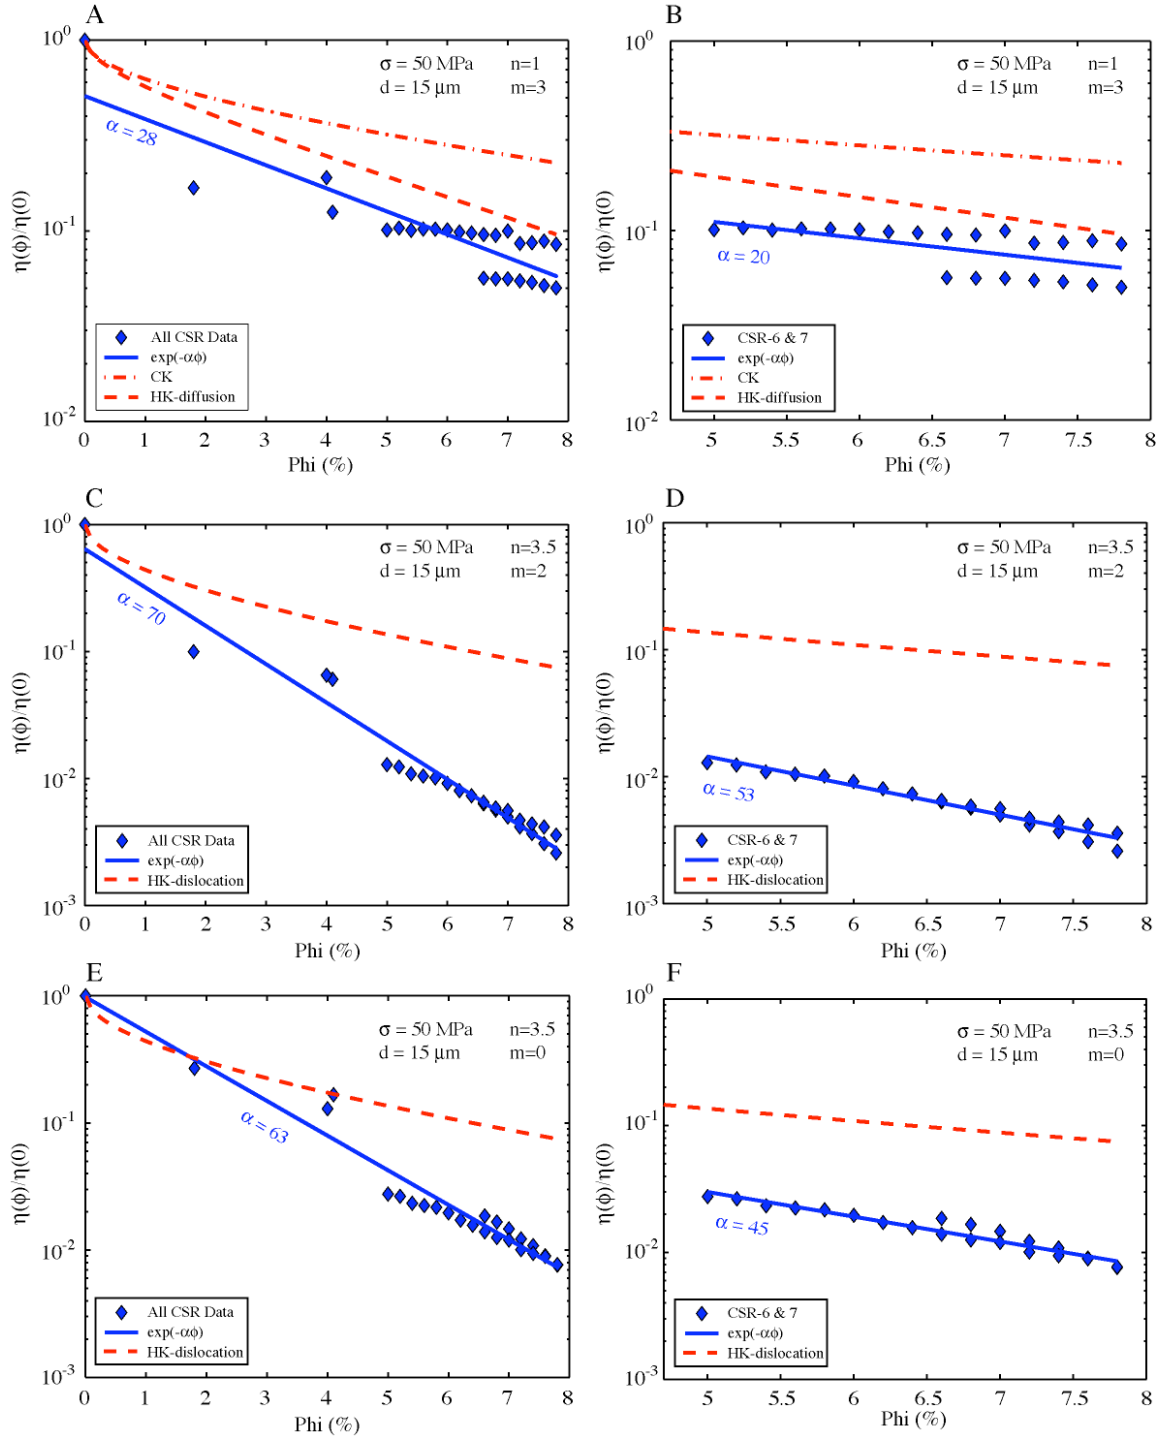 A
10^0
10^-1
10^-2
η(ϕ)/η(0)
σ = 50 MPa n=1
d = 15 μm m=3
α = 28
All CSR Data
exp(-αϕ)
CK
HK-diffusion
0 1 2 3 4 5 6 7 8
Phi (%)
B
10^0
10^-1
10^-2
η(ϕ)/η(0)
σ = 50 MPa n=1
d = 15 μm m=3
α = 20
CSR-6 & 7
exp(-αϕ)
CK
HK-diffusion
5 5.5 6 6.5 7 7.5 8
Phi (%)
C
10^0
10^-1
10^-2
10^-3
η(ϕ)/η(0)
σ = 50 MPa n=3.5
d = 15 μm m=2
α = 70
All CSR Data
exp(-αϕ)
HK-dislocation
0 1 2 3 4 5 6 7 8
Phi (%)
D
10^0
10^-1
10^-2
10^-3
η(ϕ)/η(0)
σ = 50 MPa n=3.5
d = 15 μm m=2
α = 53
CSR-6 & 7
exp(-αϕ)
HK-dislocation
5 5.5 6 6.5 7 7.5 8
Phi (%)
E
10^0
10^-1
10^-2
10^-3
η(ϕ)/η(0)
σ = 50 MPa n=3.5
d = 15 μm m=0
α = 63
All CSR Data
exp(-αϕ)
HK-dislocation
0 1 2 3 4 5 6 7 8
Phi (%)
F
10^0
10^-1
10^-2
10^-3
η(ϕ)/η(0)
σ = 50 MPa n=3.5
d = 15 μm m=0
α = 45
CSR-6 & 7
exp(-αϕ)
HK-dislocation
5 5.5 6 6.5 7 7.5 8
Phi (%)